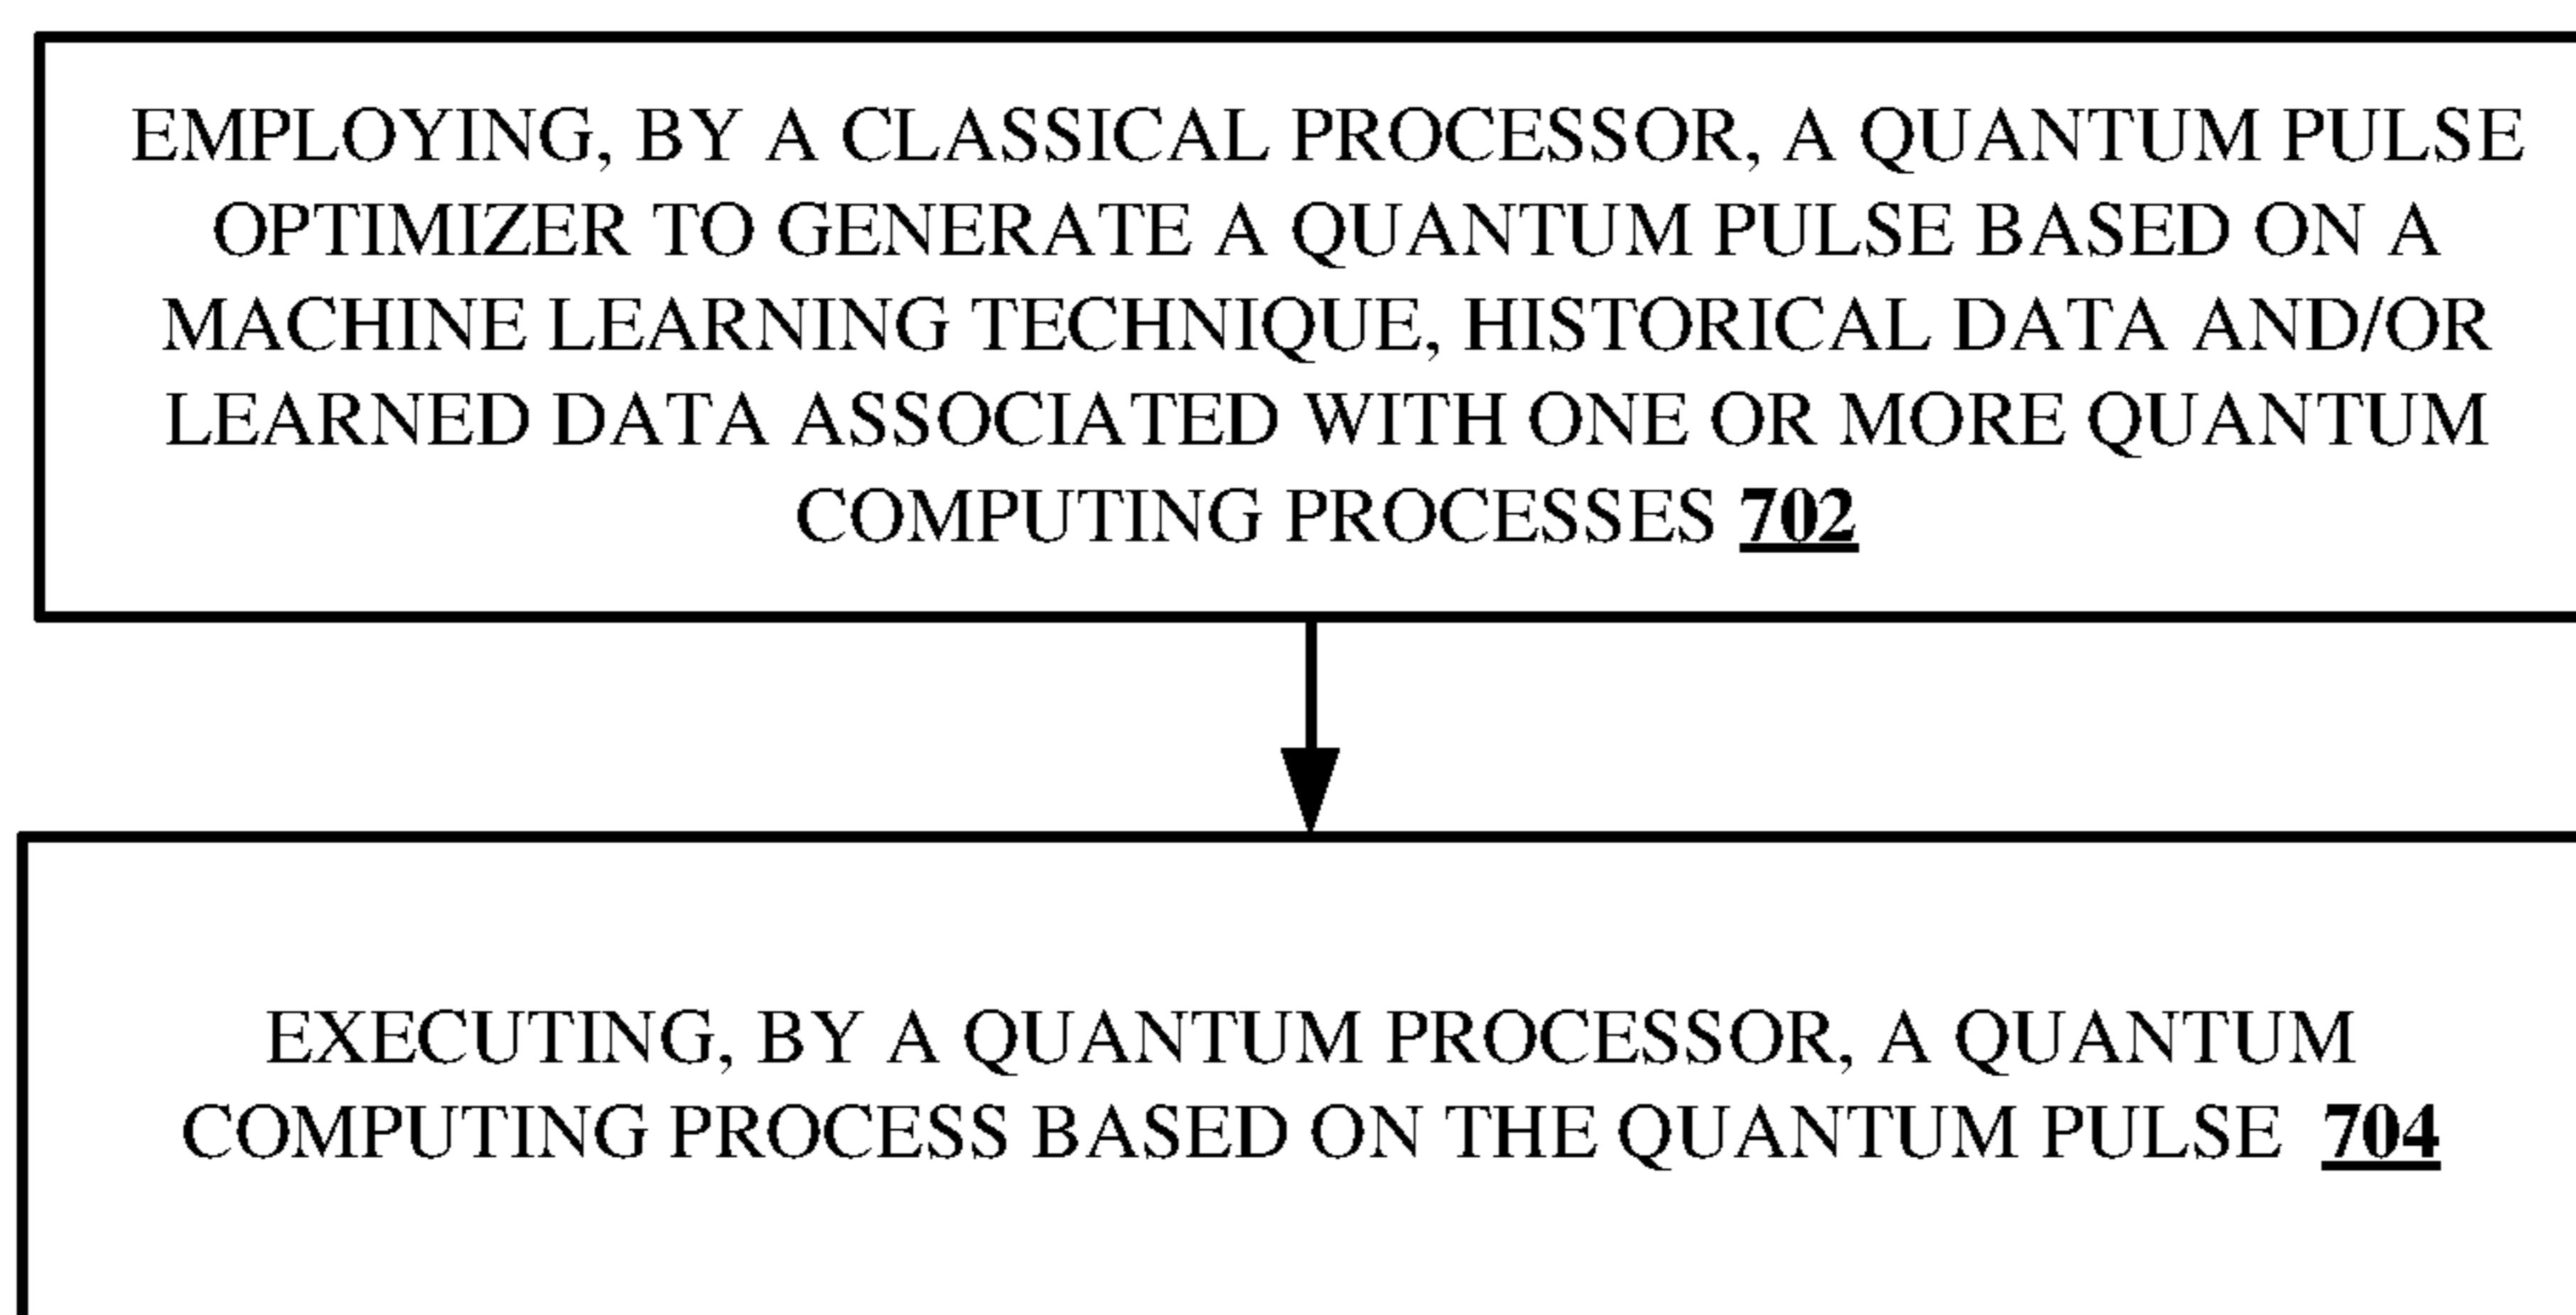 EMPLOYING, BY A CLASSICAL PROCESSOR, A QUANTUM PULSE
OPTIMIZER TO GENERATE A QUANTUM PULSE BASED ON A
MACHINE LEARNING TECHNIQUE, HISTORICAL DATA AND/OR
LEARNED DATA ASSOCIATED WITH ONE OR MORE QUANTUM
COMPUTING PROCESSES 702
EXECUTING, BY A QUANTUM PROCESSOR, A QUANTUM
COMPUTING PROCESS BASED ON THE QUANTUM PULSE 704